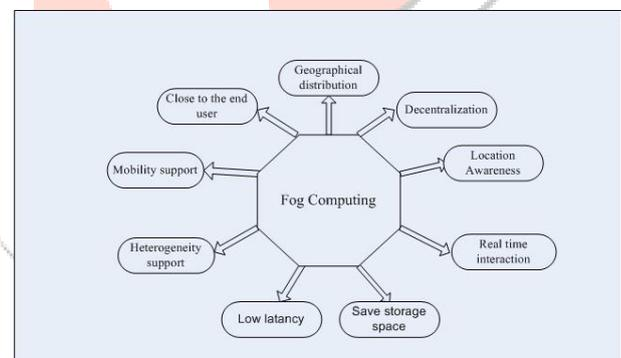 Geographical
distribution
Close to the end
user
Decentralization
Mobility support
Location
Awareness
Fog Computing
Heterogeneity
support
Real time
interaction
Low latancy
Save storage
space